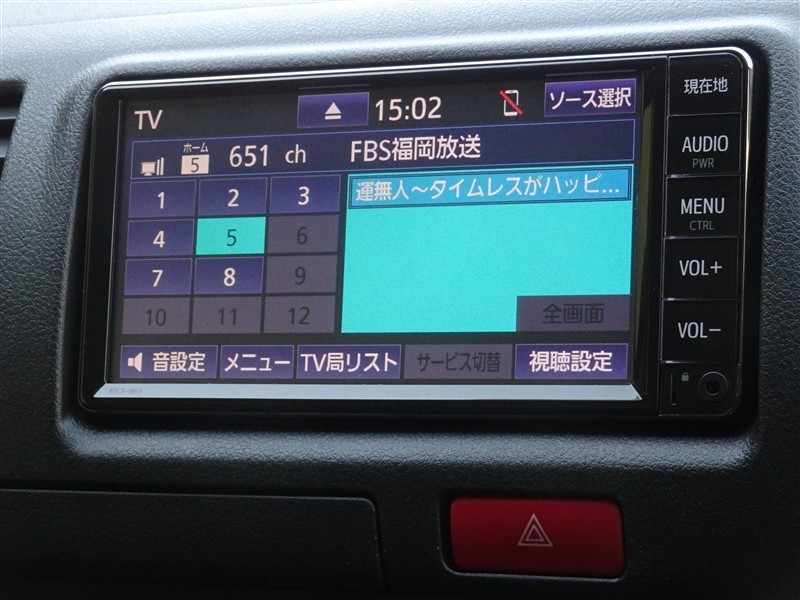 TV
15:02
ソース選択
ホーム
5
651 ch
FBS福岡放送
運無人～タイムレスがハッピ...
1 2 3
4 5 6
7 8 9
10 11 12
全画面
音設定
メニュー
TV局リスト
サービス切替
視聴設定
現在地
AUDIO
PWR
MENU
CTRL
VOL+
VOL-